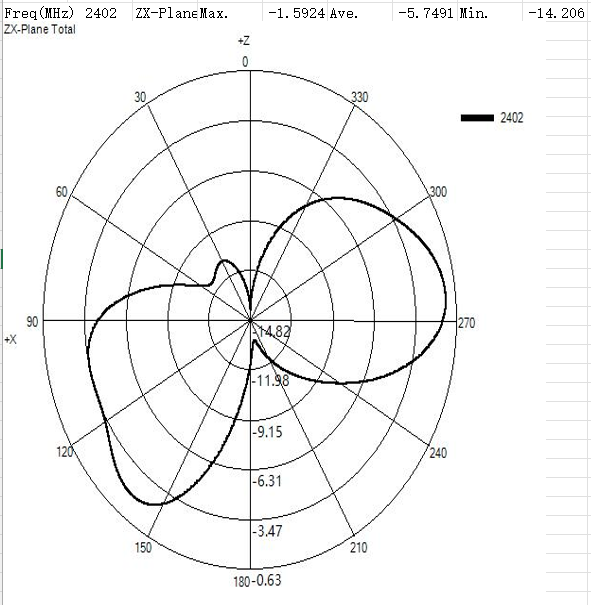 Freq(MHz) 2402 ZX-Plane Max. -1.5924 Ave. -5.7491 Min. -14.206
ZX-Plane Total
+Z
0
30 330
2402
60 300
90 -14.82 270
+X
-11.98
-9.15
120 240
-6.31
-3.47
150 210
180 -0.63